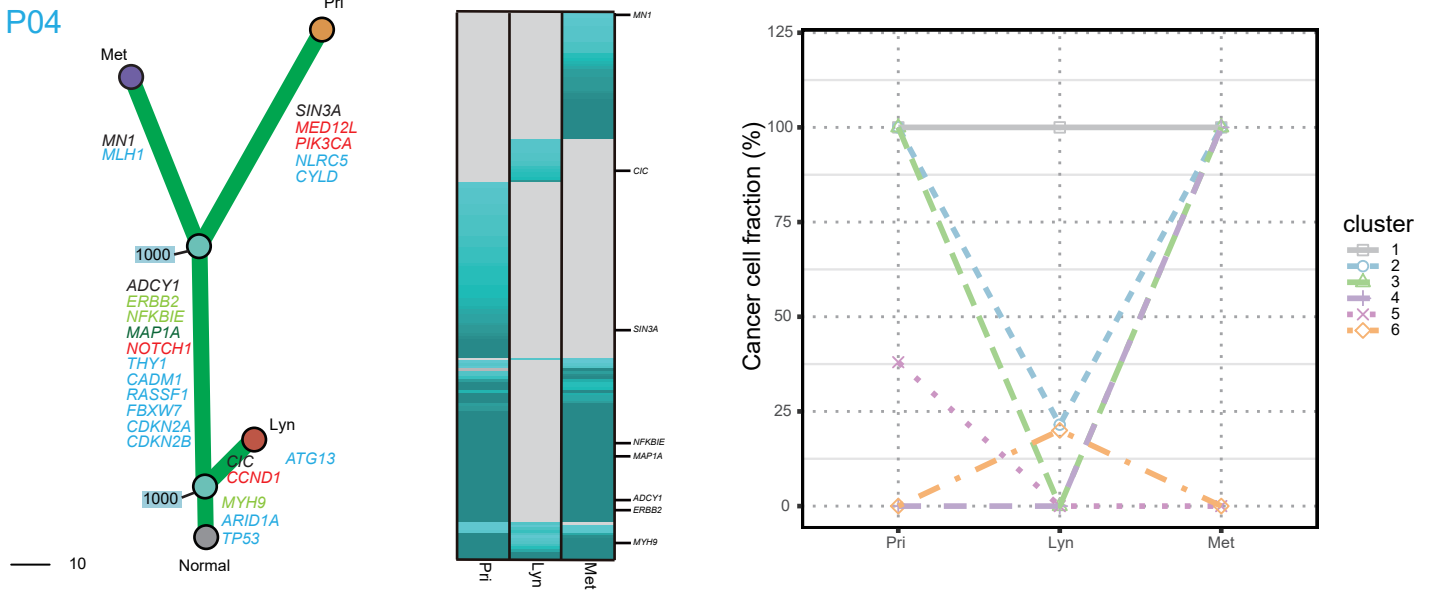 P04
Pri
Met
SIN3A
MED12L
PIK3CA
NLRC5
CYLD
MN1
MLH1
1000
ADCY1
ERBB2
NFKBIE
MAP1A
NOTCH1
THY1
CADM1
RASSF1
FBXW7
CDKN2A
CDKN2B
Lyn
CIC
ATG13
CCND1
1000
MYH9
ARID1A
TP53
Normal
10
MN1
CIC
SIN3A
NFKBIE
MAP1A
ADCY1
ERBB2
MYH9
Pri
Lyn
Met
Cancer cell fraction (%)
125
100
75
50
25
0
Pri
Lyn
Met
cluster
1
2
3
4
5
6